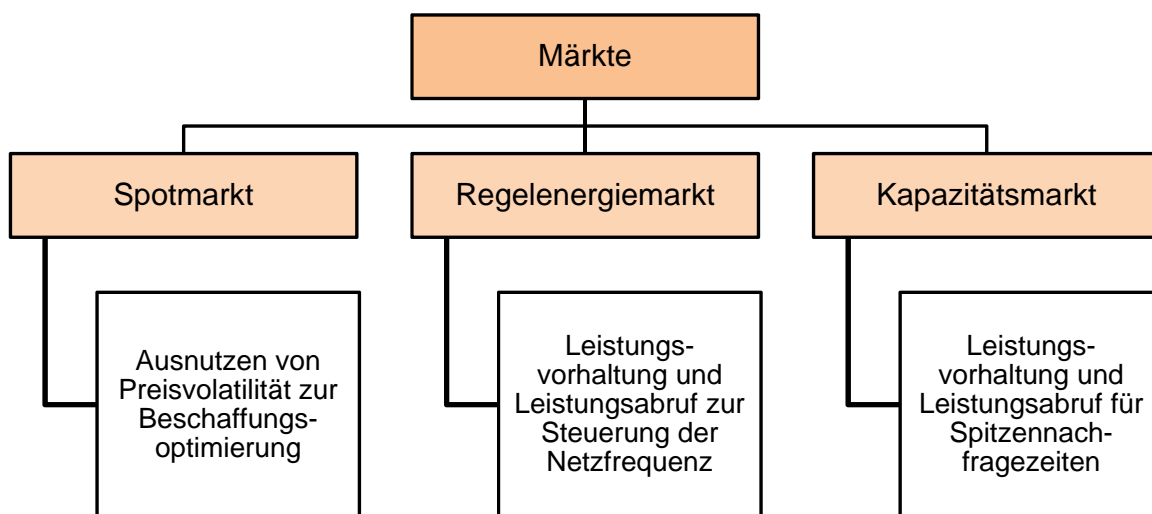 Märkte
Spotmarkt
Regelenergiemarkt
Kapazitätsmarkt
Ausnutzen von
Preisvolatilität zur
Beschaffungs-
optimierung
Leistungs-
vorhaltung und
Leistungsabruf zur
Steuerung der
Netzfrequenz
Leistungs-
vorhaltung und
Leistungsabruf für
Spitzennach-
fragezeiten